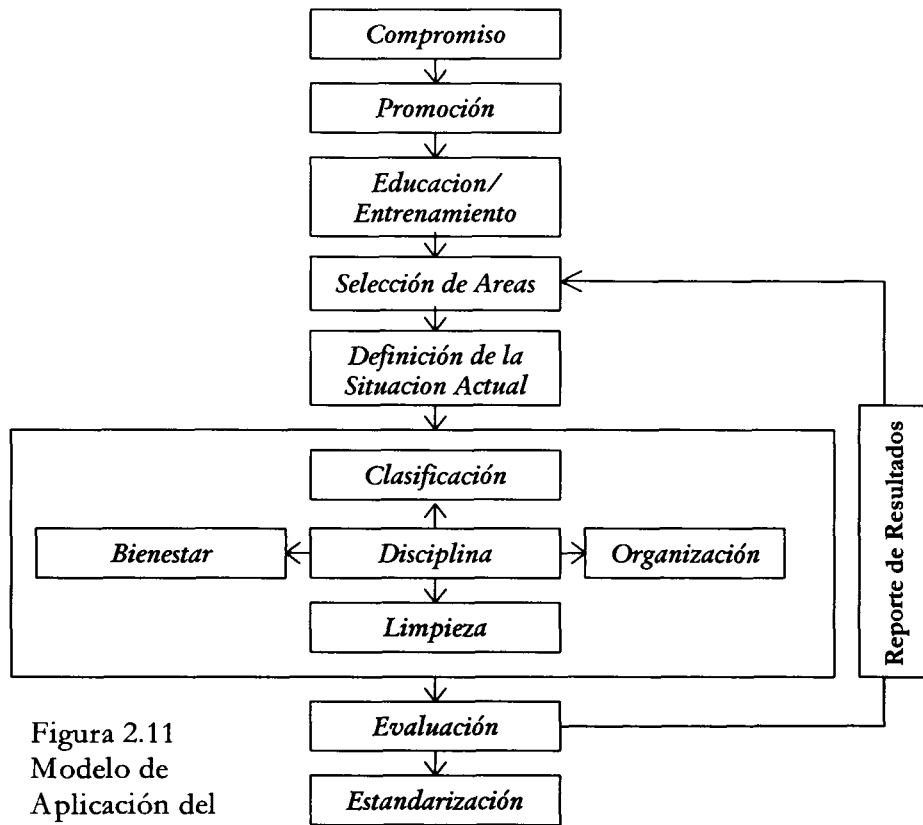 Compromiso
Promoción
Educacion/
Entrenamiento
Selección de Areas
Definición de la
Situacion Actual
Clasificación
Bienestar
Disciplina
Organización
Limpieza
Reporte de Resultados
Evaluación
Estandarización
Figura 2.11
Modelo de
Aplicación del